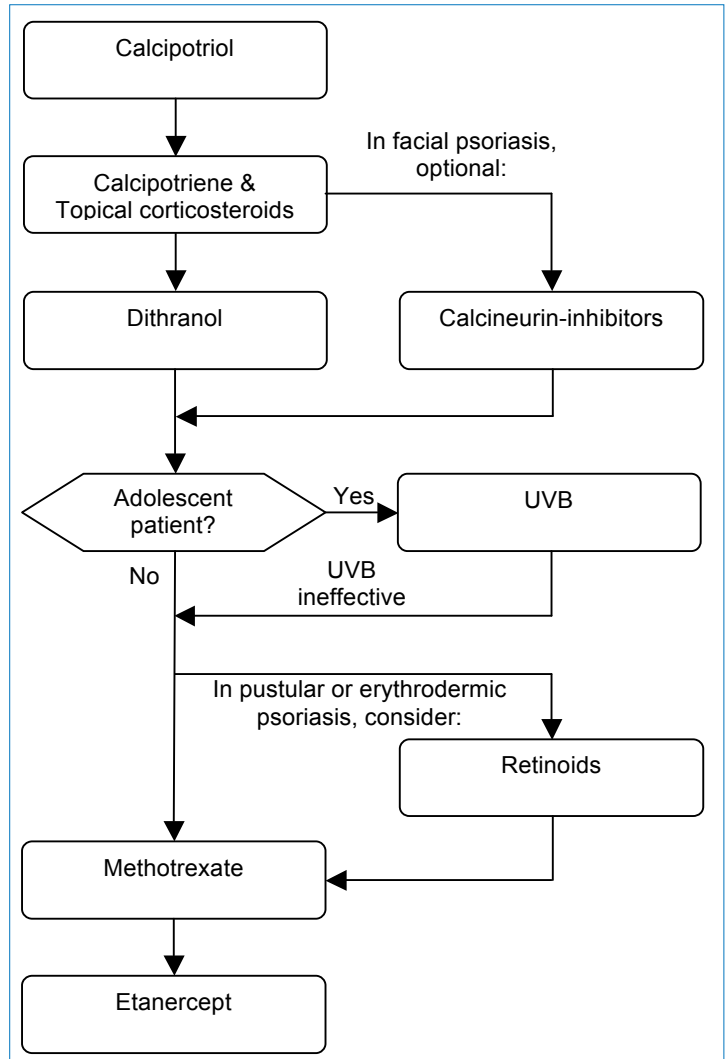 Calcipotriol
In facial psoriasis,
optional:
Calcipotriene &
Topical corticosteroids
Dithranol
Calcineurin-inhibitors
Adolescent
patient?
Yes
UVB
No
UVB
ineffective
In pustular or erythrodermic
psoriasis, consider:
Retinoids
Methotrexate
Etanercept